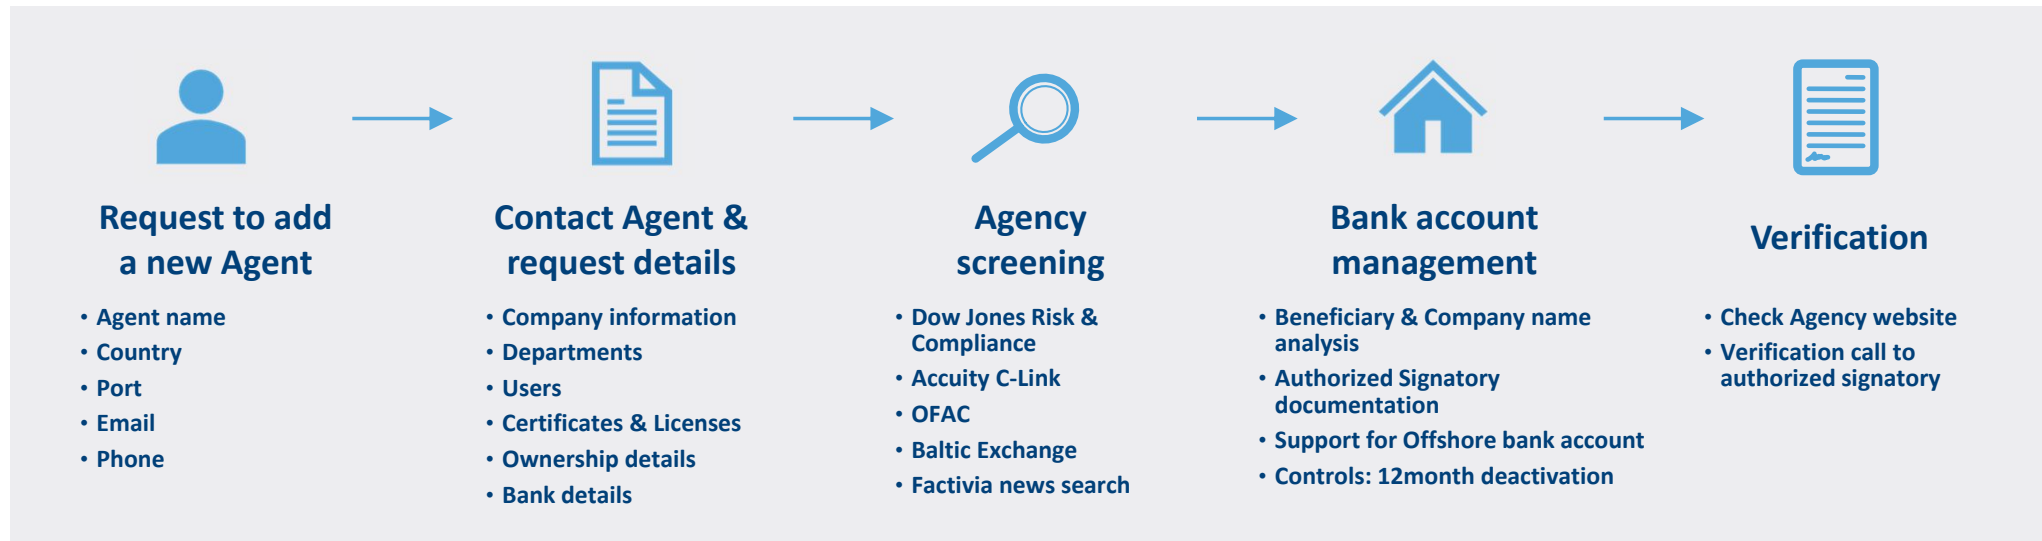 Request to add
a new Agent
• Agent name
• Country
• Port
• Email
• Phone
Contact Agent &
request details
• Company information
• Departments
• Users
• Certificates & Licenses
• Ownership details
• Bank details
Agency
screening
• Dow Jones Risk &
Compliance
• Accuity C-Link
• OFAC
• Baltic Exchange
• Factivia news search
Bank account
management
• Beneficiary & Company name
analysis
• Authorized Signatory
documentation
• Support for Offshore bank account
• Controls: 12month deactivation
Verification
• Check Agency website
• Verification call to
authorized signatory